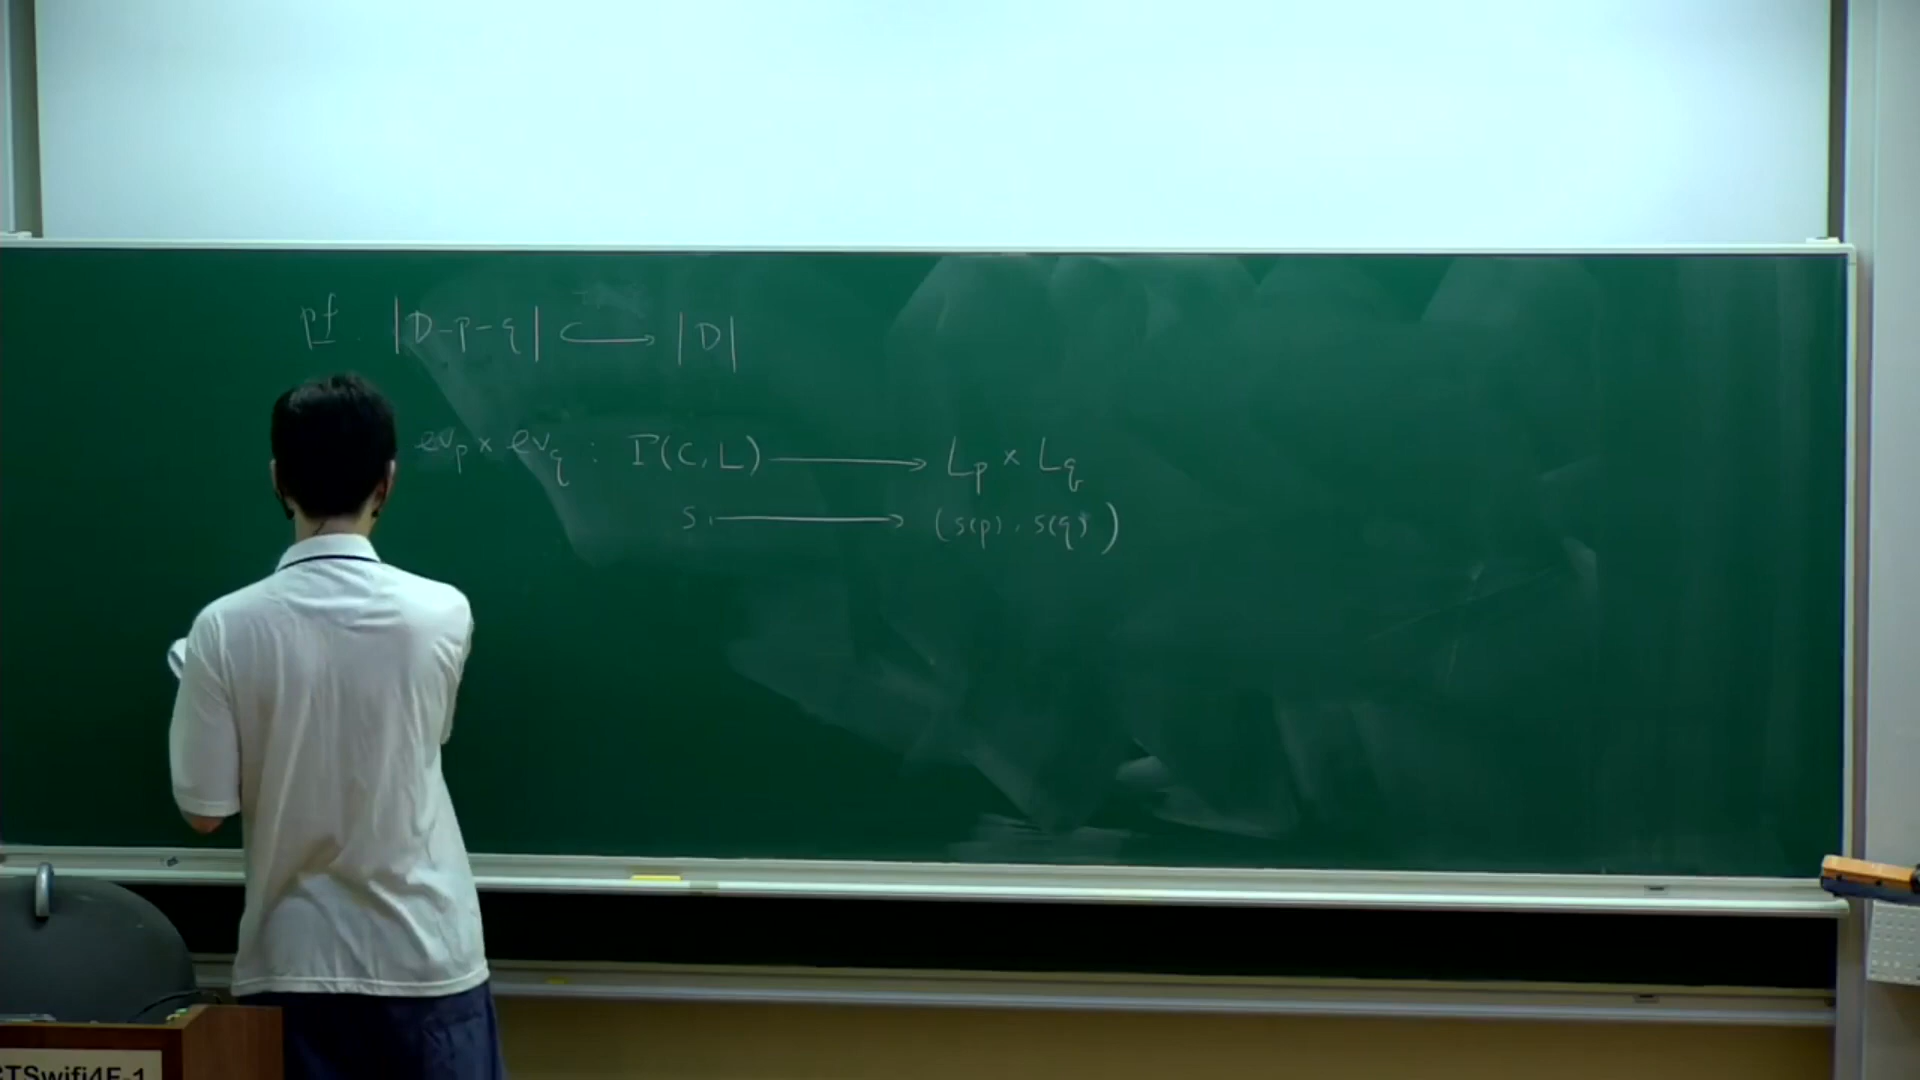 pf. |D-p-q| ↪ |D|
ev_p × ev_q : Γ(C, L) ⟶ L_p × L_q
s ⟼ (s(p), s(q))
CTSwifi4F-1